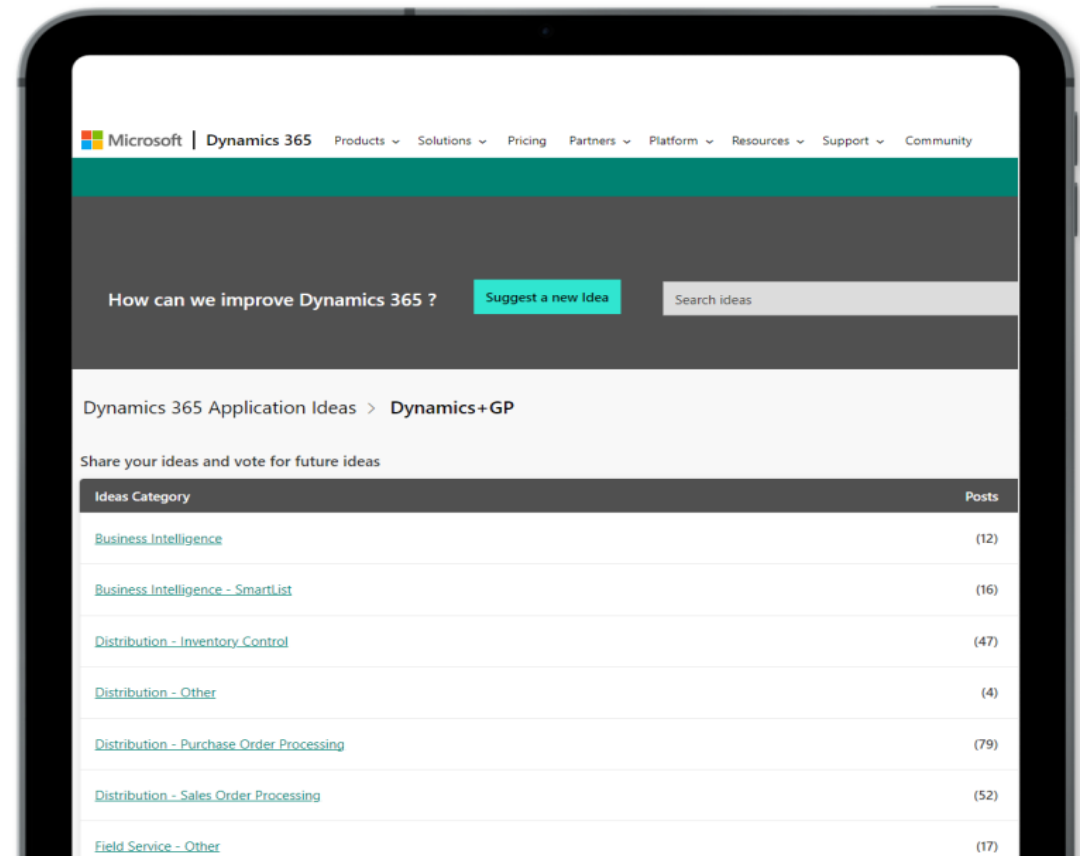 Microsoft | Dynamics 365 Products Solutions Pricing Partners Platform Resources Support Community
How can we improve Dynamics 365 ? Suggest a new Idea Search ideas
Dynamics 365 Application Ideas > Dynamics+GP
Share your ideas and vote for future ideas
Ideas Category Posts
Business Intelligence (12)
Business Intelligence - SmartList (16)
Distribution - Inventory Control (47)
Distribution - Other (4)
Distribution - Purchase Order Processing (79)
Distribution - Sales Order Processing (52)
Field Service - Other (17)